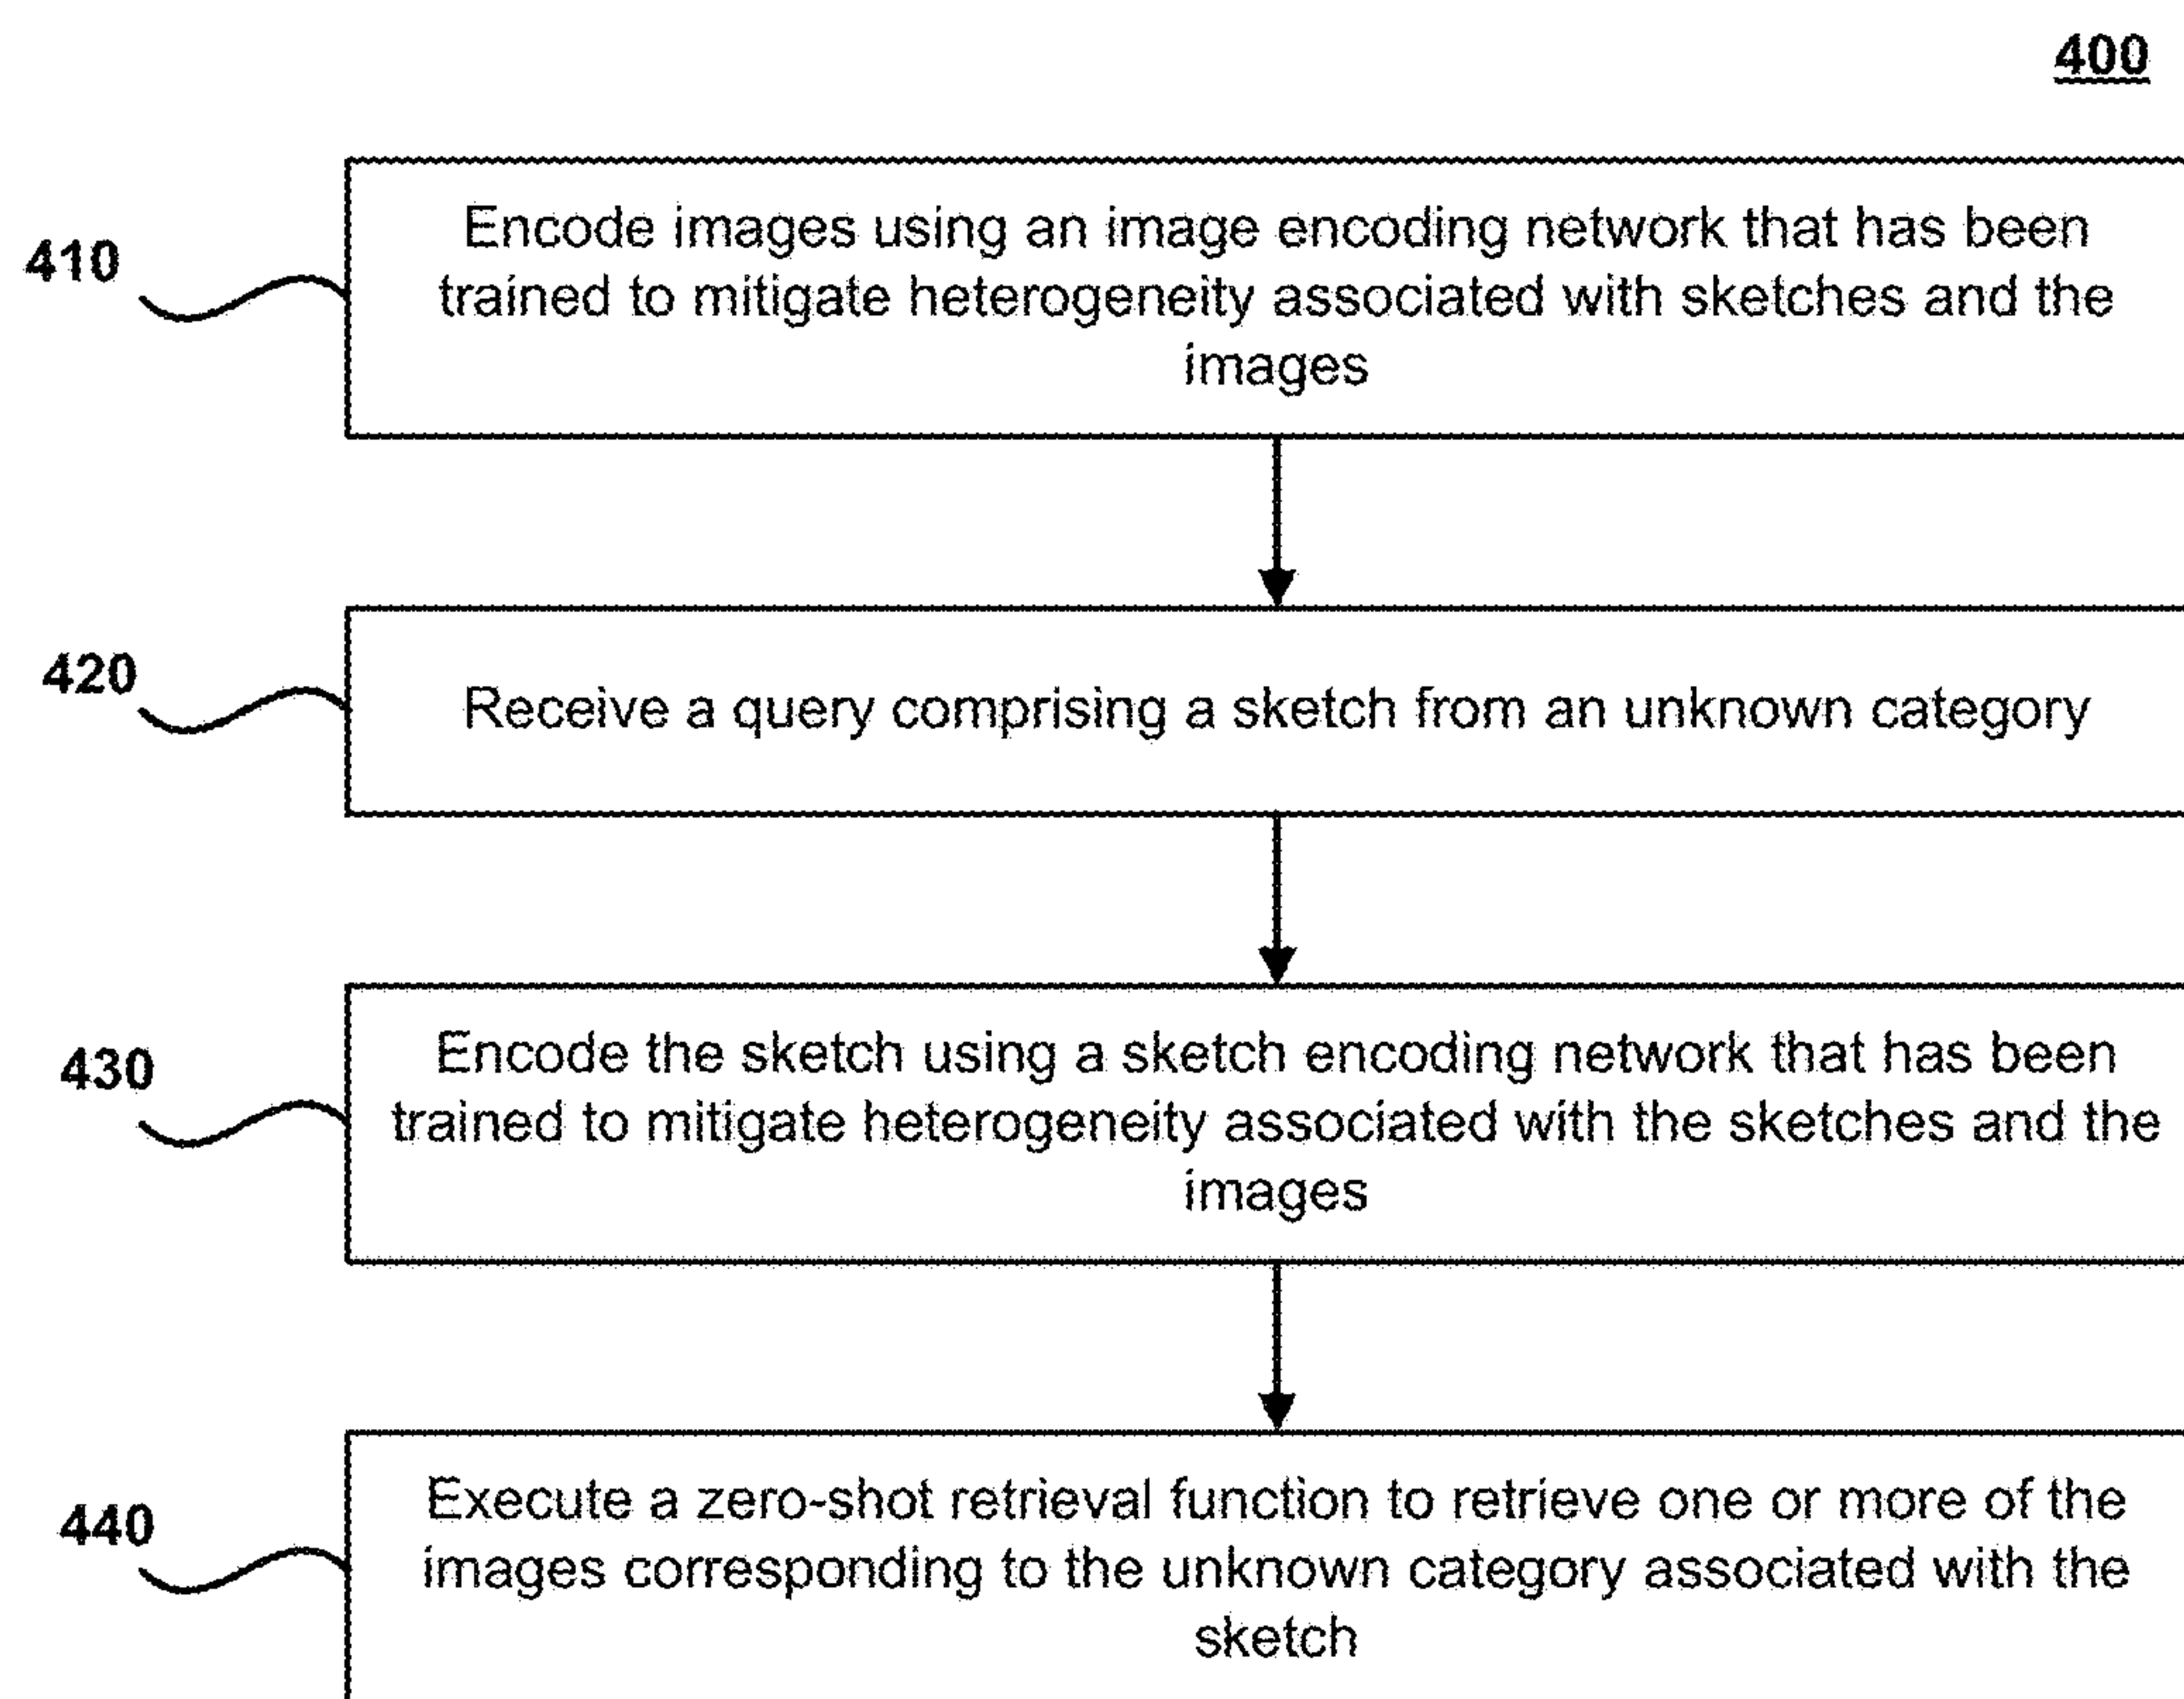 400
410
Encode images using an image encoding network that has been
trained to mitigate heterogeneity associated with sketches and the
images
420
Receive a query comprising a sketch from an unknown category
430
Encode the sketch using a sketch encoding network that has been
trained to mitigate heterogeneity associated with the sketches and the
images
440
Execute a zero-shot retrieval function to retrieve one or more of the
images corresponding to the unknown category associated with the
sketch